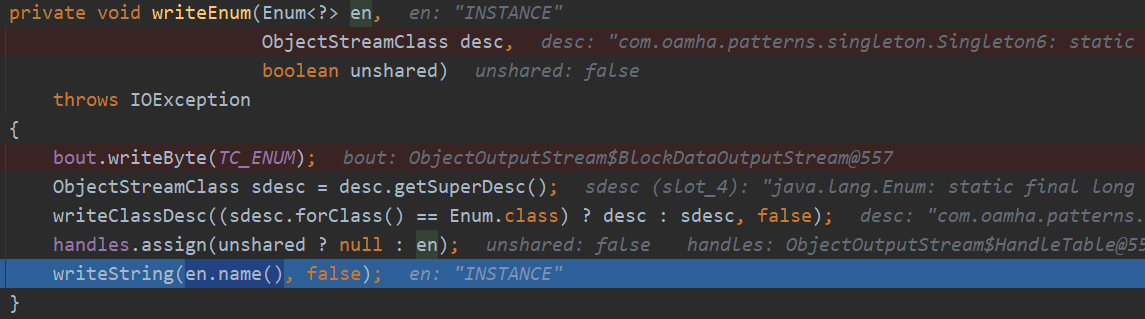 private void writeEnum(Enum<?> en,   en: "INSTANCE"
                       ObjectStreamClass desc,   desc: "com.oamha.patterns.singleton.Singleton6: static
                       boolean unshared)   unshared: false
    throws IOException
{
    bout.writeByte(TC_ENUM);   bout: ObjectOutputStream$BlockDataOutputStream@557
    ObjectStreamClass sdesc = desc.getSuperDesc();   sdesc (slot_4): "java.lang.Enum: static final long
    writeClassDesc((sdesc.forClass() == Enum.class) ? desc : sdesc, false);   desc: "com.oamha.patterns.
    handles.assign(unshared ? null : en);   unshared: false   handles: ObjectOutputStream$HandleTable@55
    writeString(en.name(), false);   en: "INSTANCE"
}